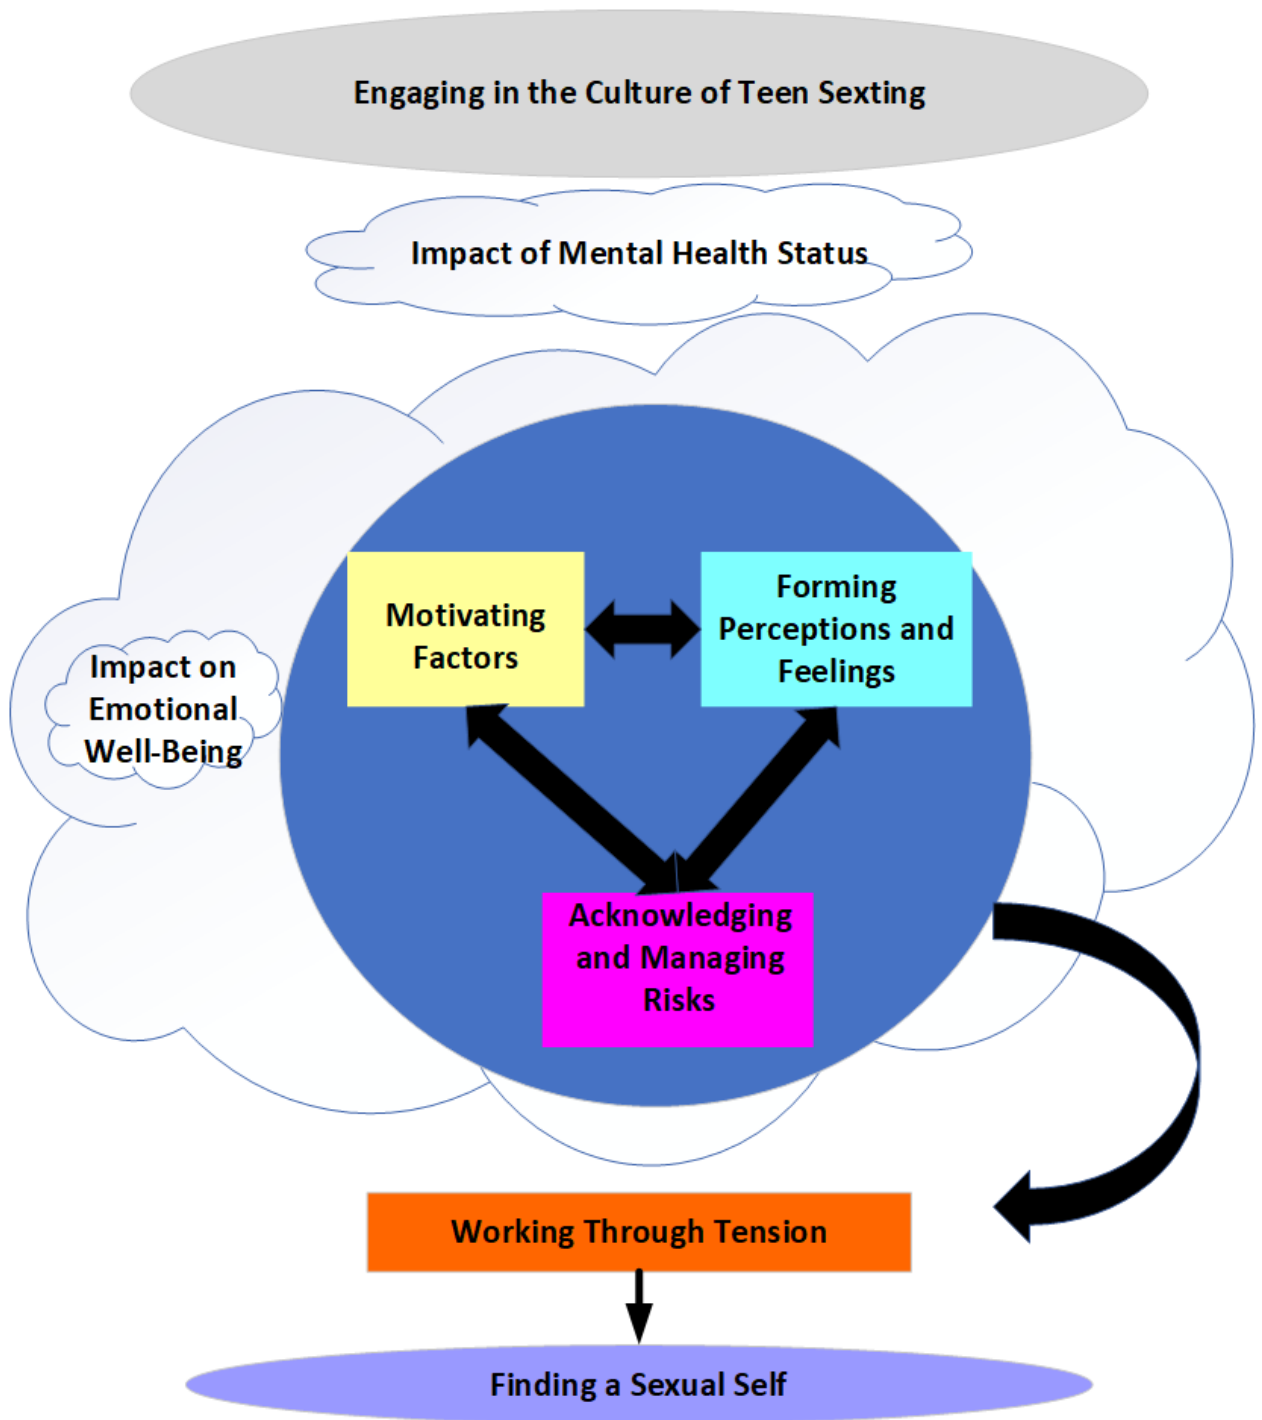 Engaging in the Culture of Teen Sexting
Impact of Mental Health Status
Motivating
Factors
Forming
Perceptions and
Feelings
Impact on
Emotional
Well-Being
Acknowledging
and Managing
Risks
Working Through Tension
Finding a Sexual Self